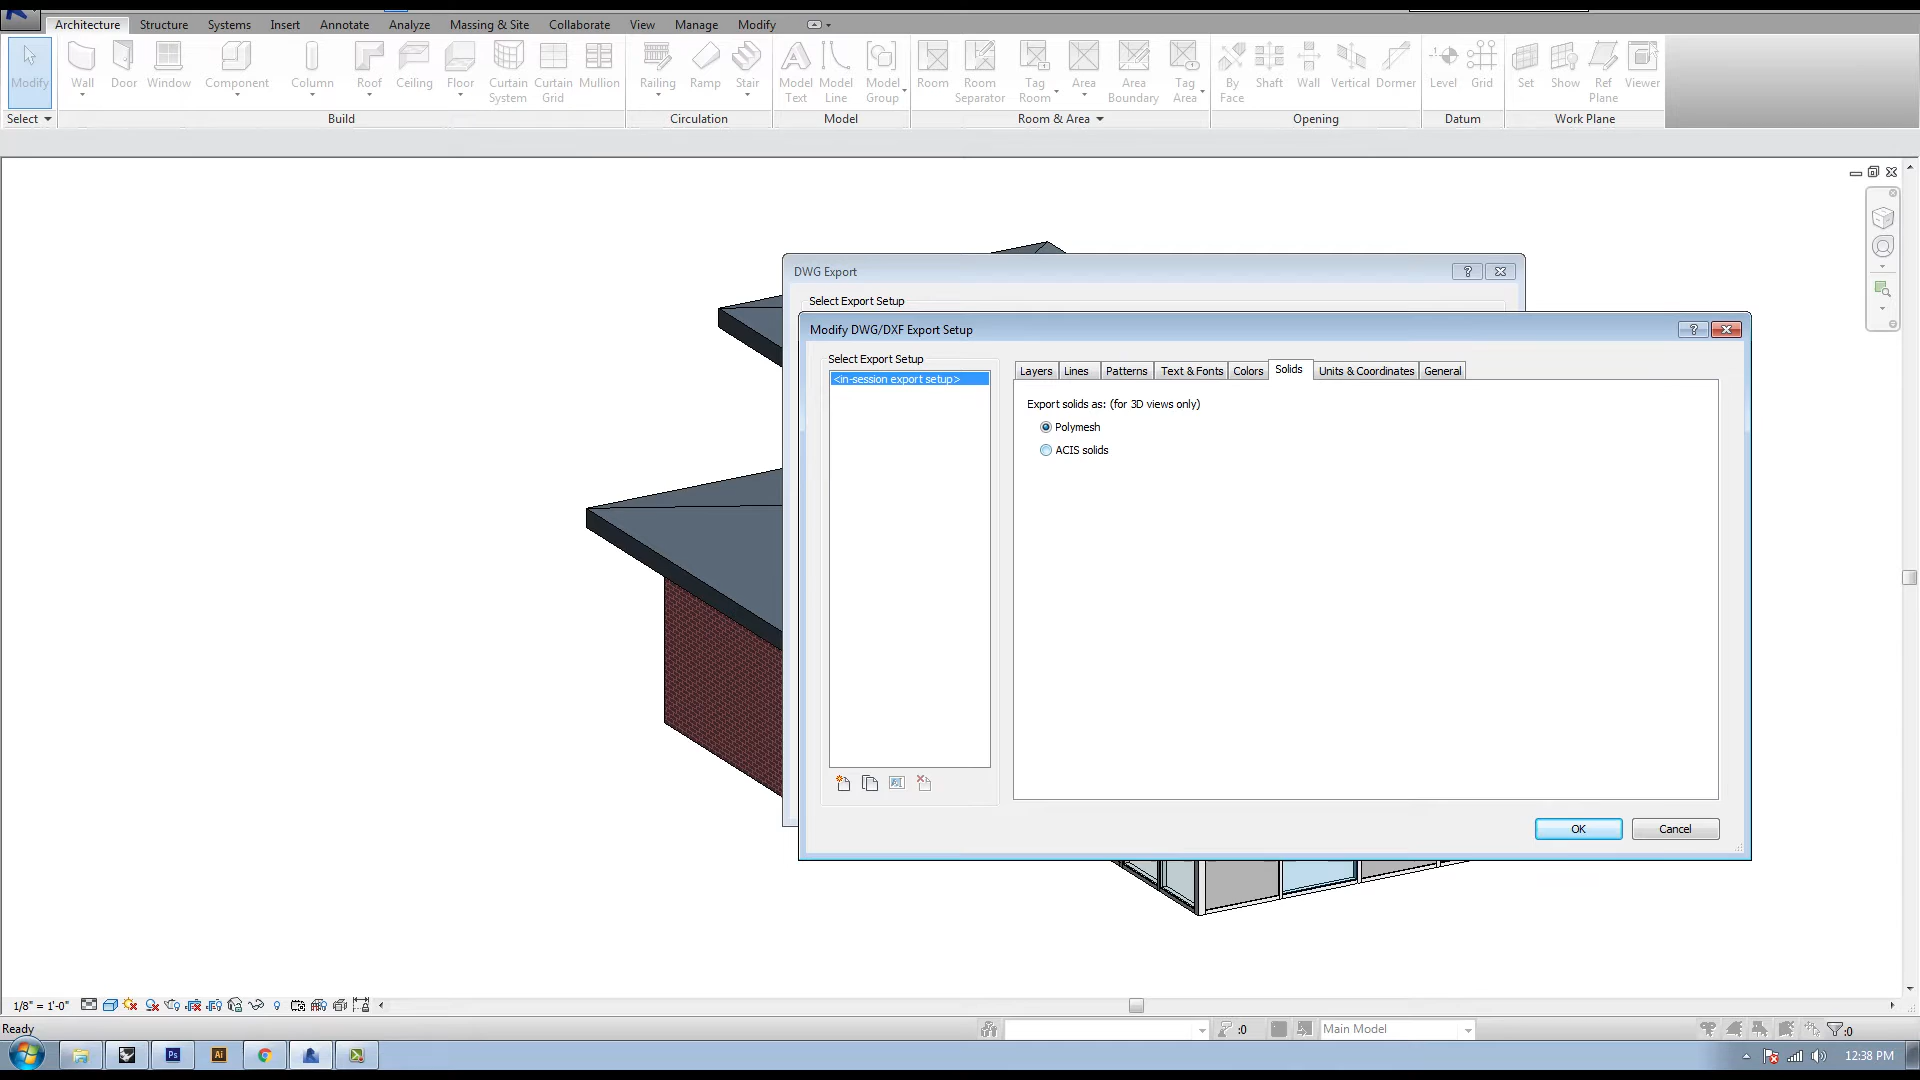 Architecture Structure Systems Insert Annotate Analyze Massing & Site Collaborate View Manage Modify
Modify Wall Door Window Component Column Roof Ceiling Floor Curtain System Curtain Grid Mullion Railing Ramp Stair Model Text Model Line Model Group Room Room Separator Tag Room Area Area Boundary Tag Area By Face Shaft Wall Vertical Dormer Level Grid Set Show Ref Plane Viewer
Select Build Circulation Model Room & Area Opening Datum Work Plane
DWG Export
Select Export Setup
Modify DWG/DXF Export Setup
Select Export Setup
<in-session export setup>
Layers Lines Patterns Text & Fonts Colors Solids Units & Coordinates General
Export solids as: (for 3D views only)
Polymesh
ACIS solids
OK Cancel
1/8" = 1'-0"
Ready
:0
Main Model
:0
Ps
Ai
12:38 PM